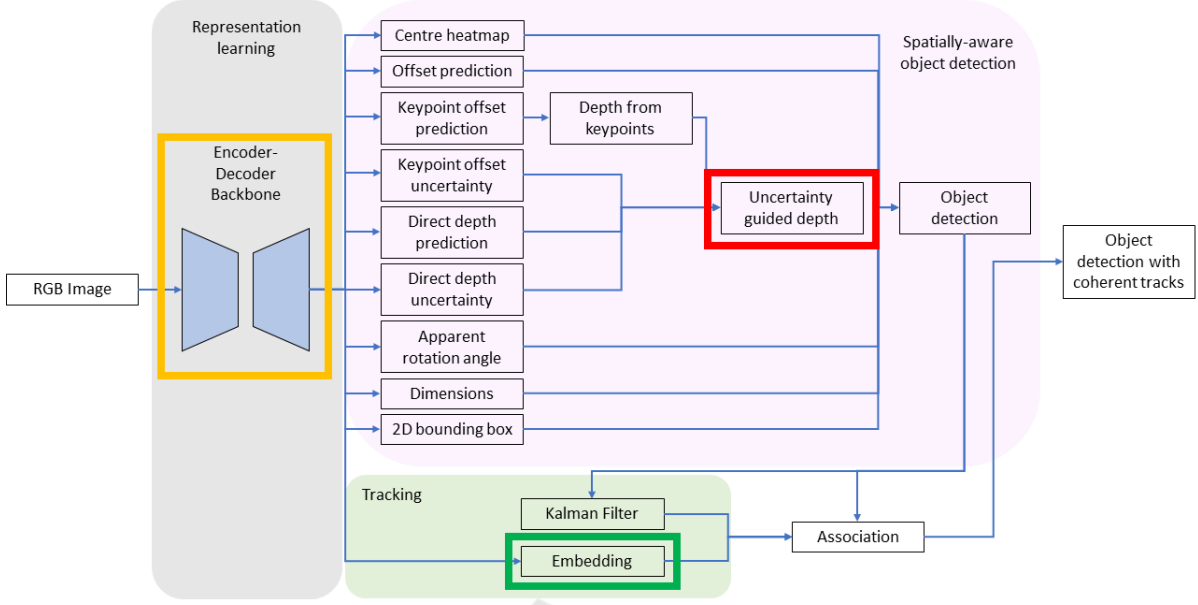 Representation
learning
Spatially-aware
object detection
Centre heatmap
Offset prediction
Keypoint offset
prediction
Depth from
keypoints
Encoder-
Decoder
Backbone
Keypoint offset
uncertainty
Uncertainty
guided depth
Object
detection
Direct depth
prediction
Object
detection with
coherent tracks
RGB Image
Direct depth
uncertainty
Apparent
rotation angle
Dimensions
2D bounding box
Tracking
Kalman Filter
Association
Embedding